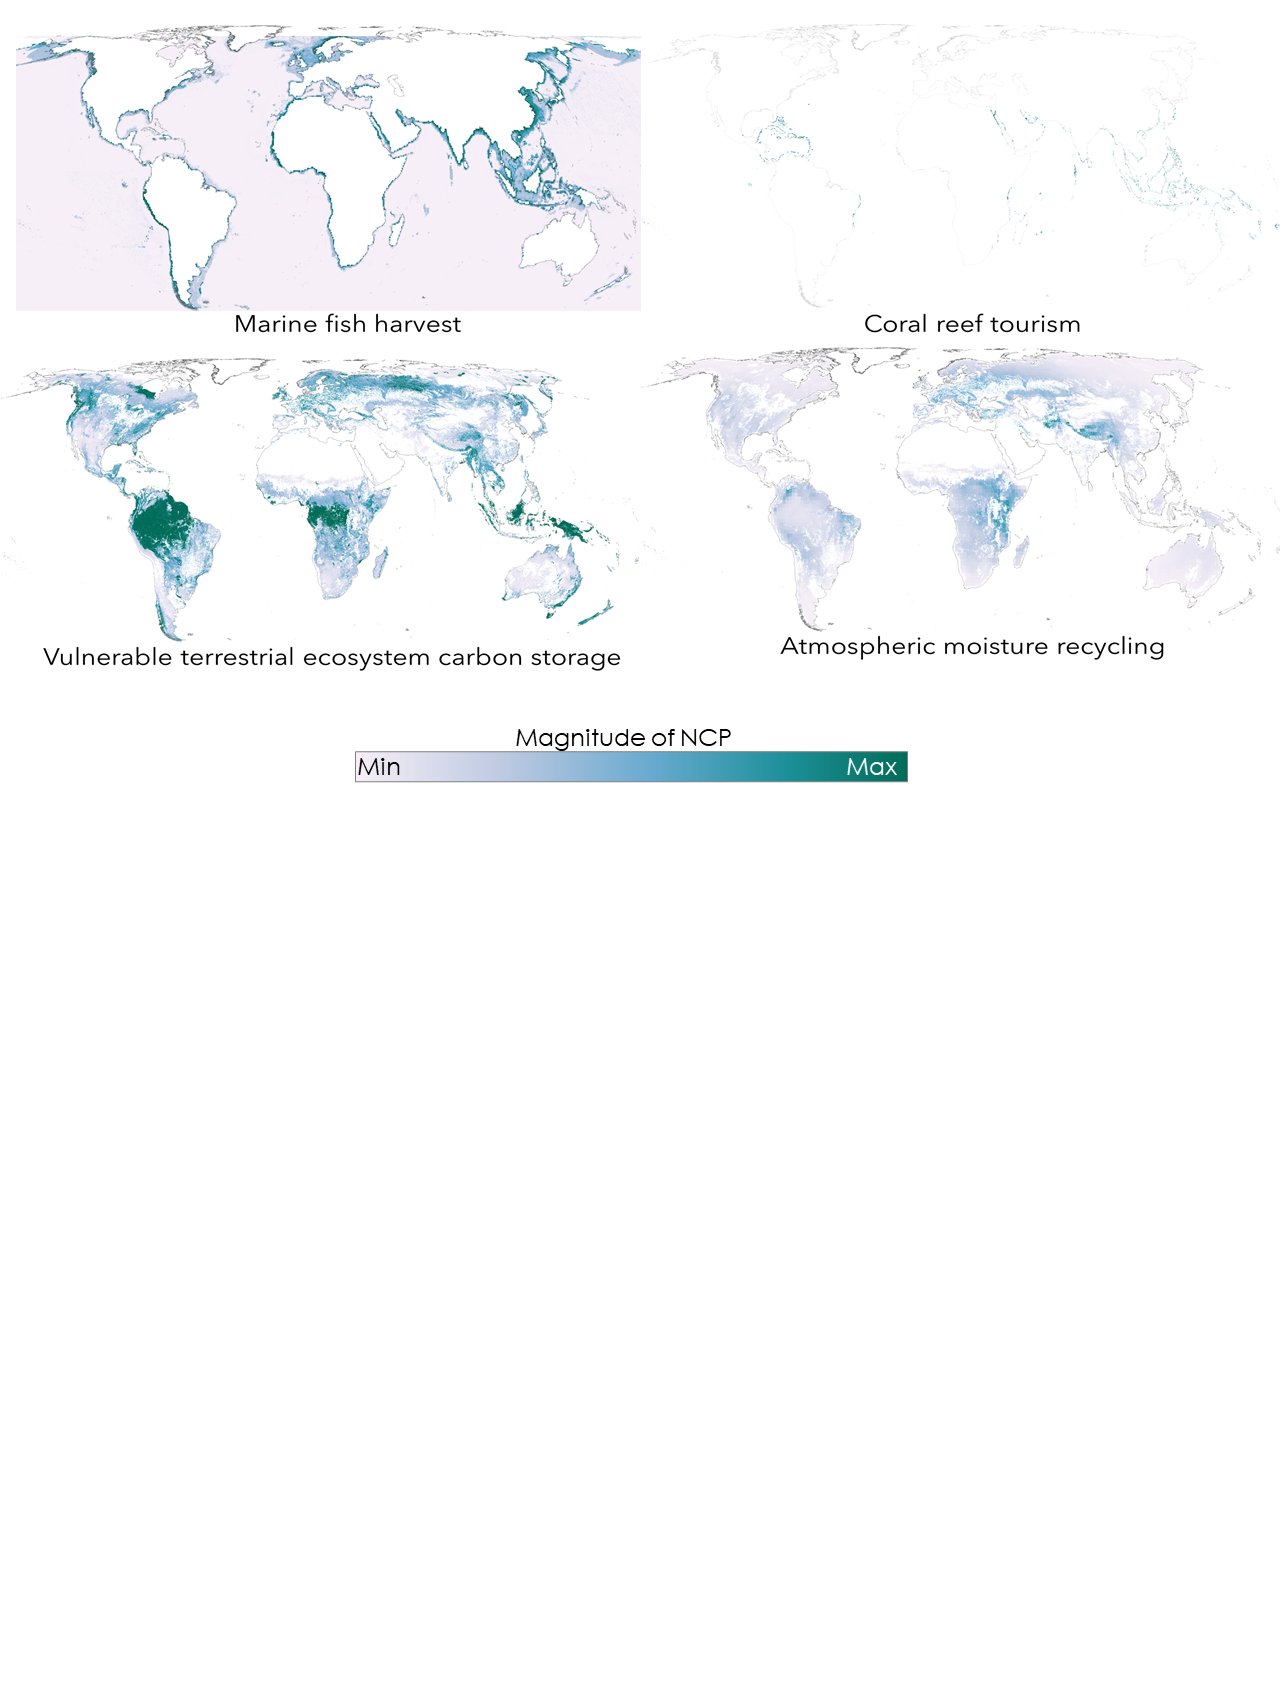 Marine fish harvest
Coral reef tourism
Vulnerable terrestrial ecosystem carbon storage
Atmospheric moisture recycling
Magnitude of NCP
Min
Max